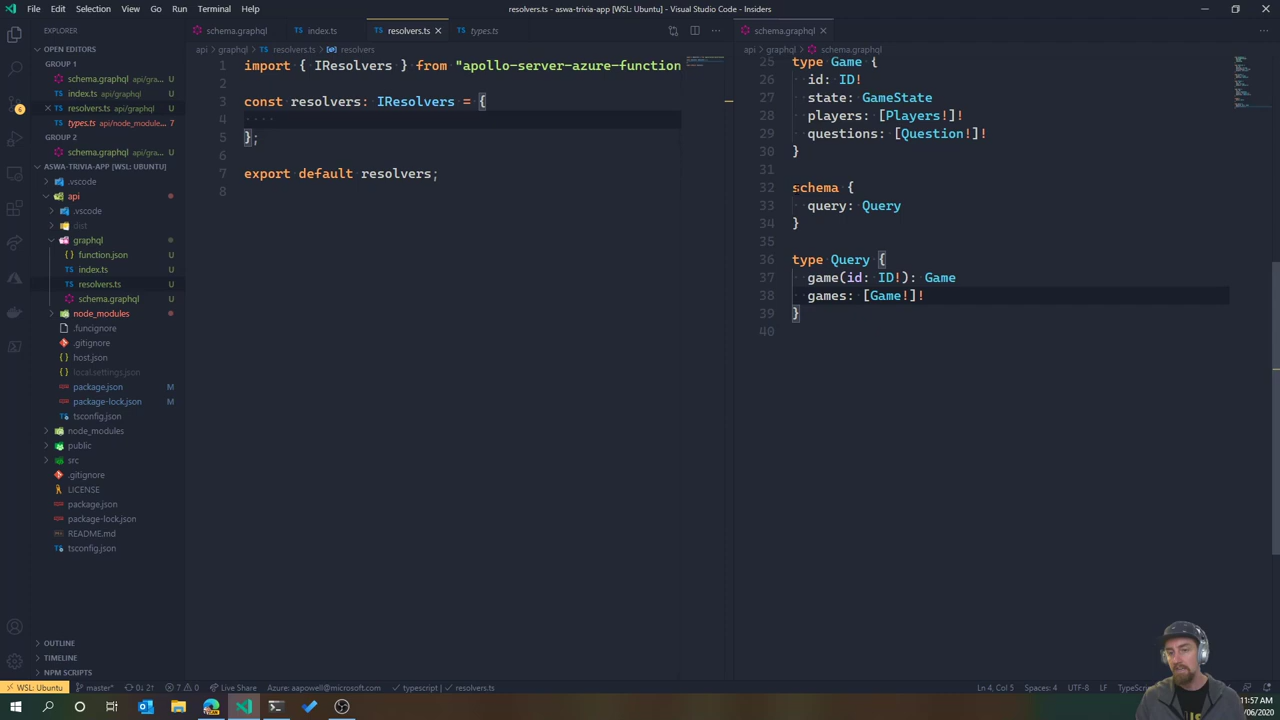 File Edit Selection View Go Run Terminal Help
resolvers.ts - aswa-trivia-app [WSL: Ubuntu] - Visual Studio Code - Insiders
EXPLORER
OPEN EDITORS
GROUP 1
schema.graphql api/gra... U
index.ts api/graphql U
resolvers.ts api/graphql U
types.ts api/node_module... 7
GROUP 2
schema.graphql api/gra... U
ASWA-TRIVIA-APP [WSL: UBUNTU]
.vscode
api
.vscode
dist
graphql
function.json U
index.ts U
resolvers.ts U
schema.graphql U
node_modules
.funcignore
.gitignore
host.json
local.settings.json
package.json M
package-lock.json M
tsconfig.json
node_modules
public
src
.gitignore
LICENSE
package.json
package-lock.json
README.md
tsconfig.json
OUTLINE
TIMELINE
NPM SCRIPTS
schema.graphql index.ts resolvers.ts types.ts
api > graphql > resolvers.ts > resolvers
1 import { IResolvers } from "apollo-server-azure-function
2
3 const resolvers: IResolvers = {
4
5 };
6
7 export default resolvers;
8
schema.graphql
api > graphql > schema.graphql
25 type Game {
26 id: ID!
27 state: GameState
28 players: [Players!]!
29 questions: [Question!]!
30 }
31
32 schema {
33 query: Query
34 }
35
36 type Query {
37 game(id: ID!): Game
38 games: [Game!]!
39 }
40
WSL: Ubuntu master* 0↓ 2↑ 7 0 Live Share Azure: aapowell@microsoft.com typescript resolvers.ts Ln 4, Col 5 Spaces: 4 UTF-8 LF
11:57 AM